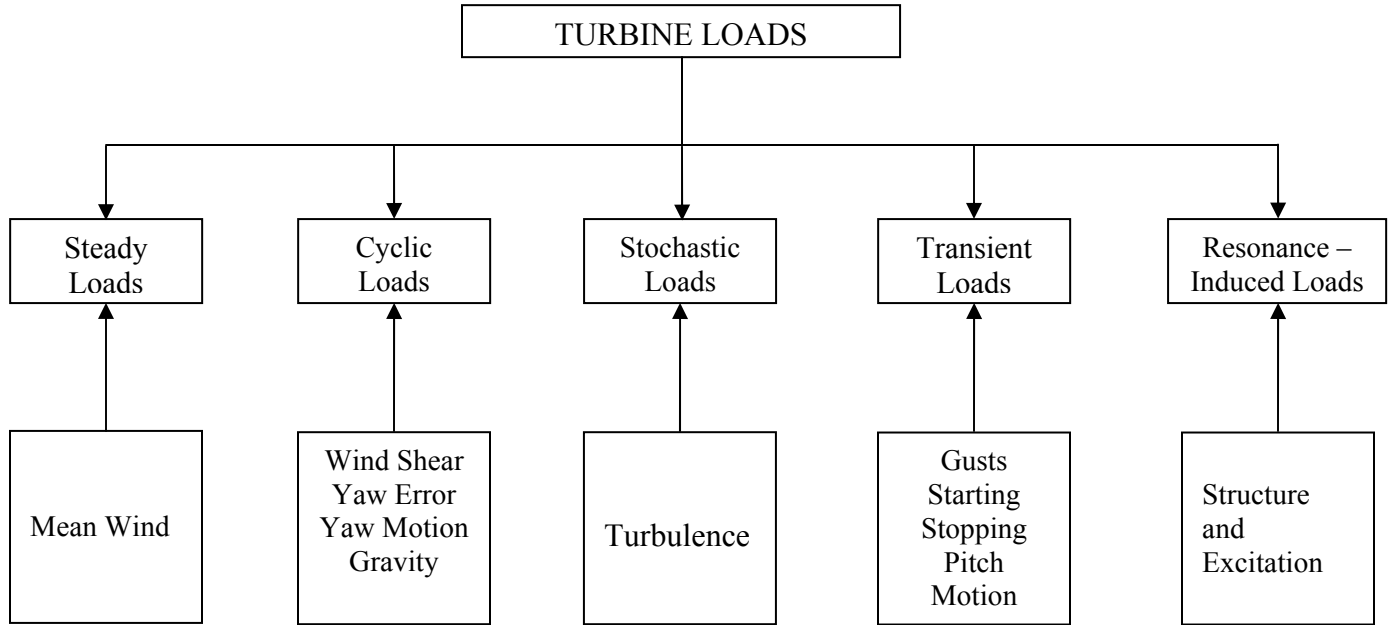 TURBINE LOADS
Steady
Loads
Cyclic
Loads
Stochastic
Loads
Transient
Loads
Resonance –
Induced Loads
Mean Wind
Wind Shear
Yaw Error
Yaw Motion
Gravity
Turbulence
Gusts
Starting
Stopping
Pitch
Motion
Structure
and
Excitation